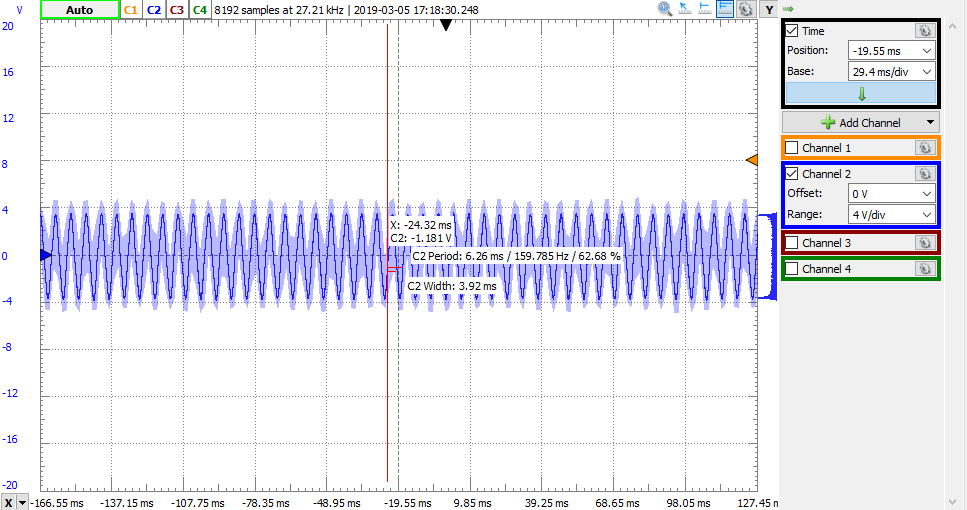 V Auto C1 C2 C3 C4 8192 samples at 27.21 kHz | 2019-03-05 17:18:30.248 Y
20
16
12
8
4
0
-4
-8
-12
-16
-20
X: -24.32 ms
C2: -1.181 V
C2 Period: 6.26 ms / 159.785 Hz / 62.68 %
C2 Width: 3.92 ms
X -166.55 ms -137.15 ms -107.75 ms -78.35 ms -48.95 ms -19.55 ms 9.85 ms 39.25 ms 68.65 ms 98.05 ms 127.45 m
Time
Position: -19.55 ms
Base: 29.4 ms/div
Add Channel
Channel 1
Channel 2
Offset: 0 V
Range: 4 V/div
Channel 3
Channel 4